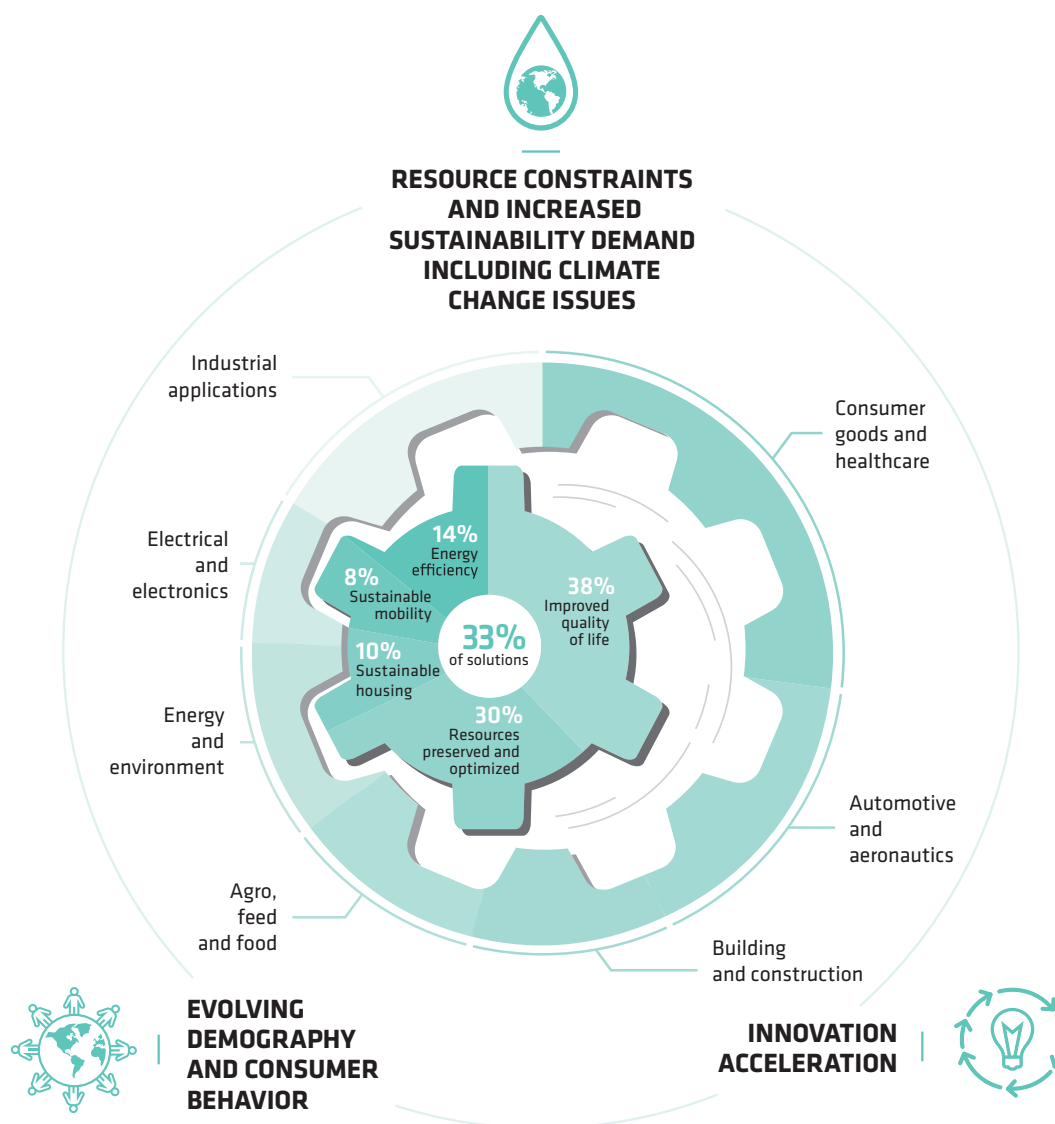 RESOURCE CONSTRAINTS
AND INCREASED
SUSTAINABILITY DEMAND
INCLUDING CLIMATE
CHANGE ISSUES
Industrial
applications
Consumer
goods and
healthcare
Electrical
and
electronics
14%
Energy
efficiency
8%
Sustainable
mobility
38%
Improved
quality
of life
33%
of solutions
10%
Sustainable
housing
30%
Resources
preserved and
optimized
Energy
and
environment
Automotive
and
aeronautics
Agro,
feed
and food
Building
and construction
EVOLVING
DEMOGRAPHY
AND CONSUMER
BEHAVIOR
INNOVATION
ACCELERATION